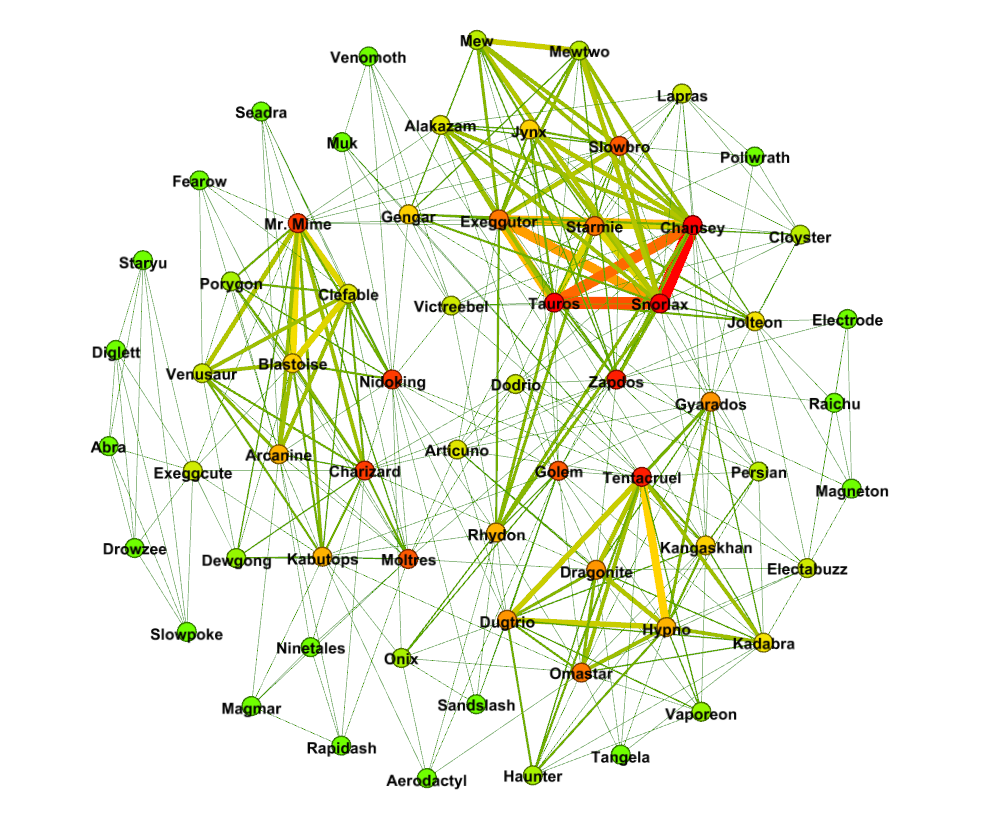 Mew
Mewtwo
Venomoth
Lapras
Seadra
Alakazam
Jynx
Muk
Slowbro
Poliwrath
Fearow
Mr. Mime
Gengar
Exeggutor
Starmie
Chansey
Cloyster
Staryu
Porygon
Clefable
Victreebel
Tauros
Snorlax
Jolteon
Electrode
Diglett
Venusaur
Blastoise
Nidoking
Dodrio
Zapdos
Gyarados
Raichu
Abra
Exeggcute
Arcanine
Charizard
Articuno
Golem
Tentacruel
Persian
Magneton
Drowzee
Dewgong
Kabutops
Moltres
Rhydon
Dragonite
Kangaskhan
Electabuzz
Slowpoke
Ninetales
Onix
Dugtrio
Hypno
Kadabra
Omastar
Magmar
Sandslash
Vaporeon
Rapidash
Aerodactyl
Haunter
Tangela